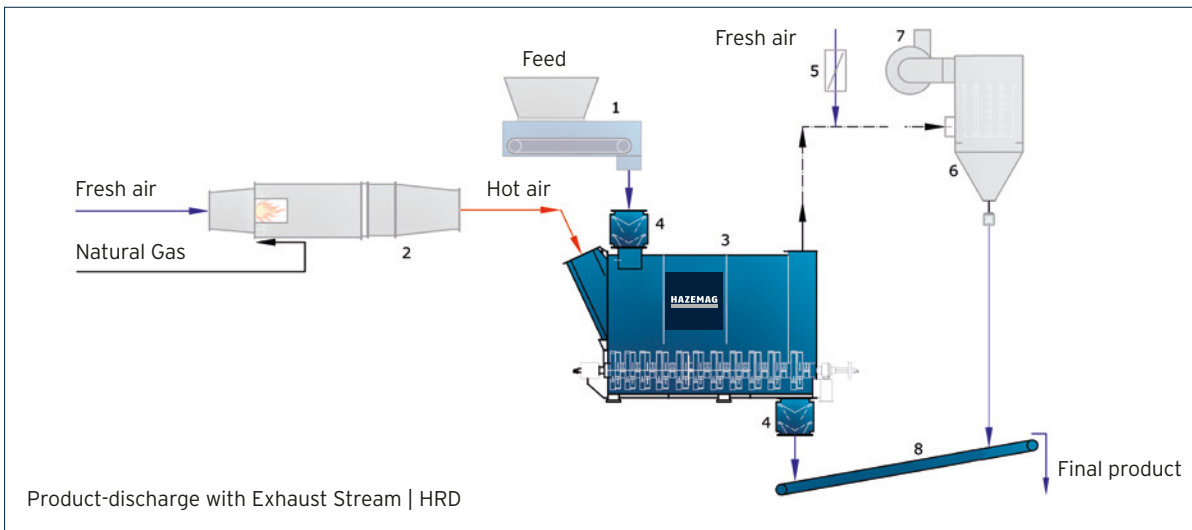 Fresh air
7
Feed
5
1
6
Fresh air
Hot air
4
3
Natural Gas
2
HAZEMAG
4
8
Final product
Product-discharge with Exhaust Stream | HRD